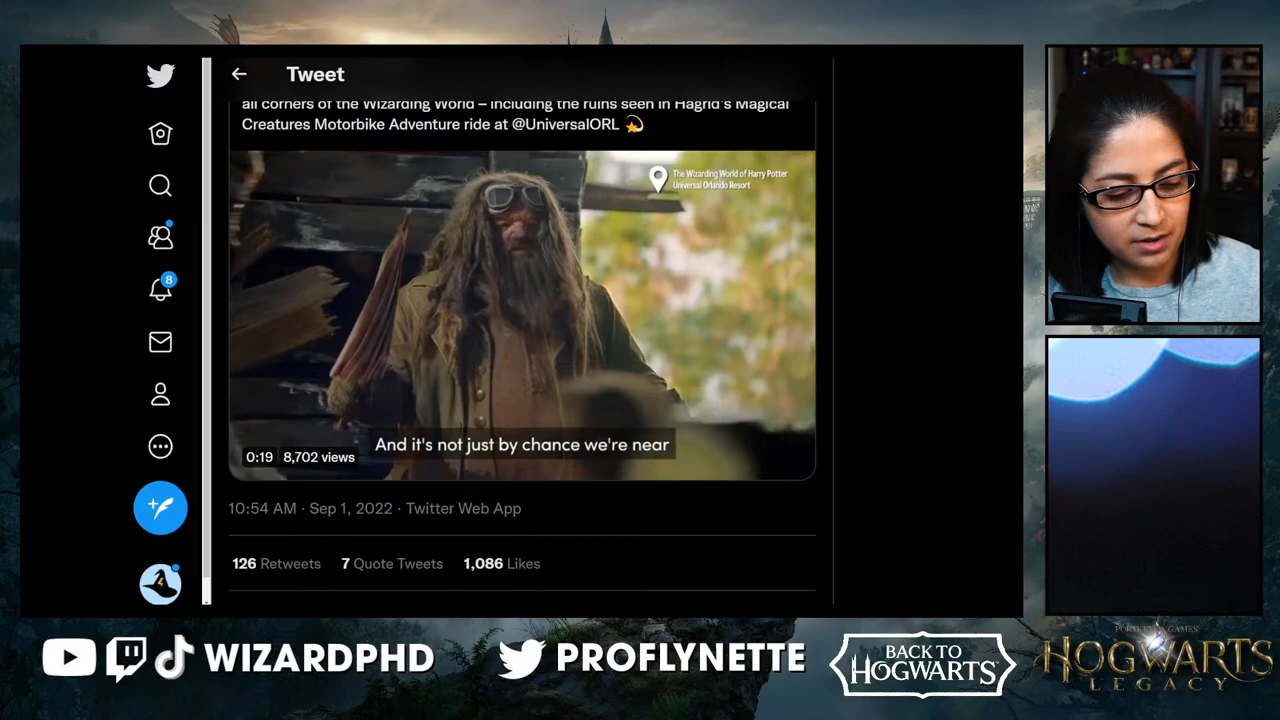 Tweet
all corners of the Wizarding World – including the ruins seen in Hagrid's Magical
Creatures Motorbike Adventure ride at @UniversalORL
The Wizarding World of Harry Potter
Universal Orlando Resort
And it's not just by chance we're near
0:19 8,702 views
8
10:54 AM · Sep 1, 2022 · Twitter Web App
126 Retweets 7 Quote Tweets 1,086 Likes
WIZARDPHD
PROFLYNETTE
BACK TO
HOGWARTS
PORTKEY GAMES
HOGWARTS
LEGACY